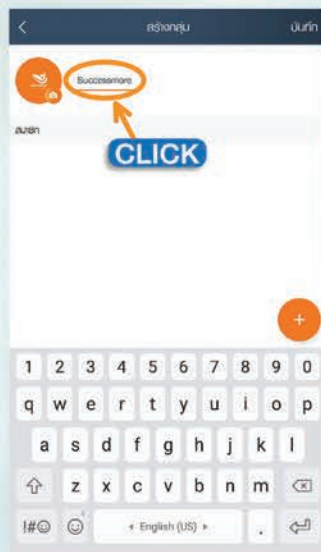 สร้างกลุ่ม บันทึก
Successmore
สมาชิก
CLICK
+
1 2 3 4 5 6 7 8 9 0
q w e r t y u i o p
a s d f g h j k l
z x c v b n m
!#☺ English (US) .